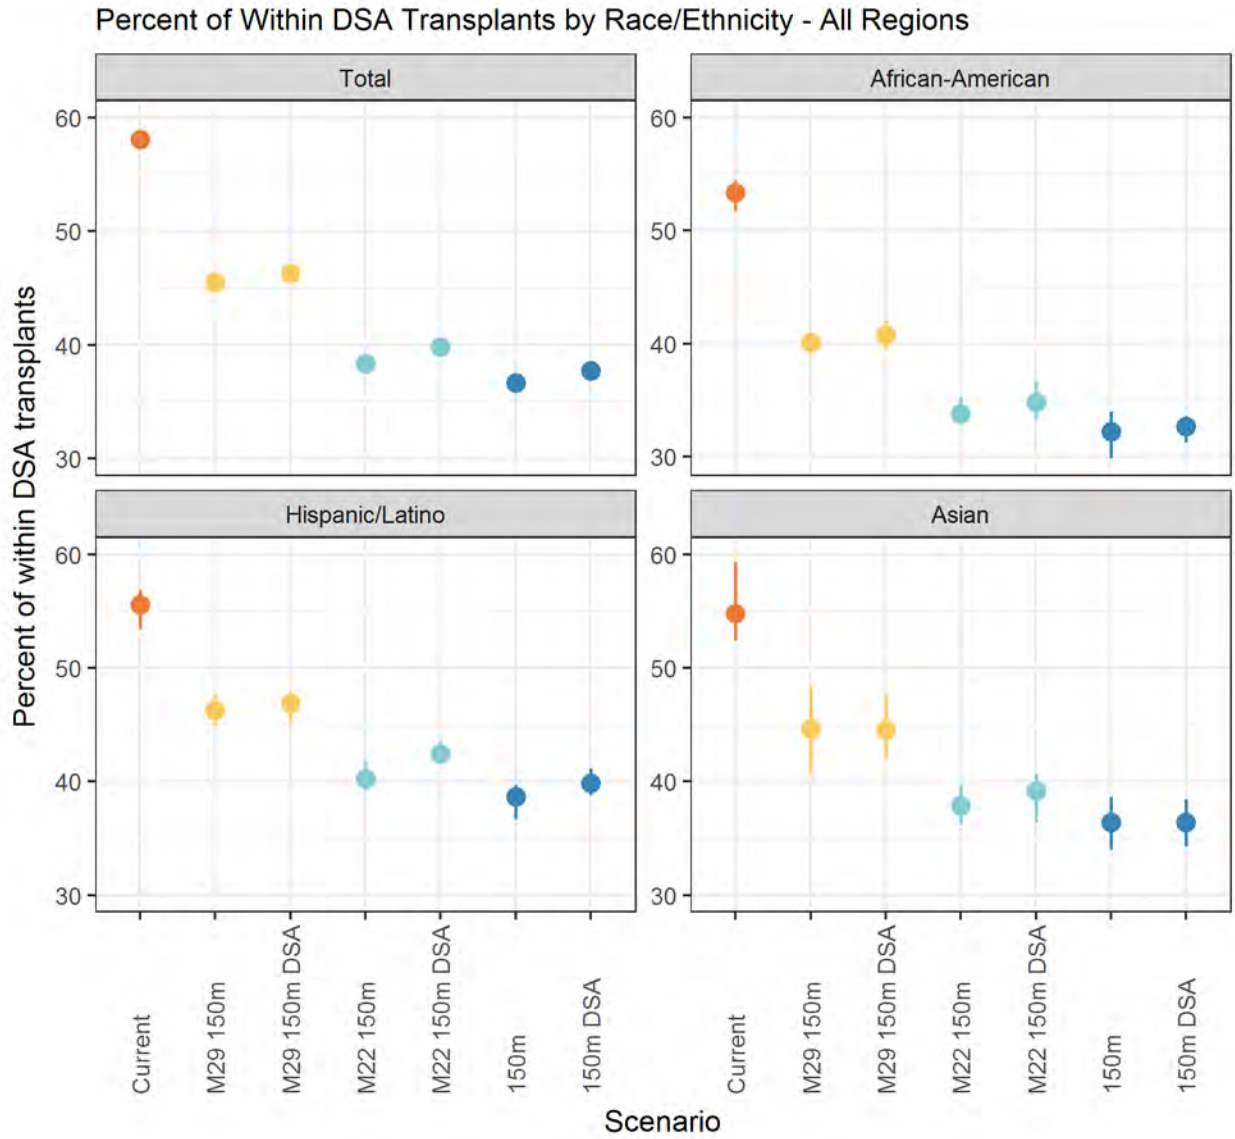 Percent of Within DSA Transplants by Race/Ethnicity - All Regions
Total
African-American
60
50
40
30
60
50
40
30
Hispanic/Latino
Asian
60
50
40
30
60
50
40
30
Percent of within DSA transplants
Current
M29 150m
M29 150m DSA
M22 150m
M22 150m DSA
150m
150m DSA
Current
M29 150m
M29 150m DSA
M22 150m
M22 150m DSA
150m
150m DSA
Scenario